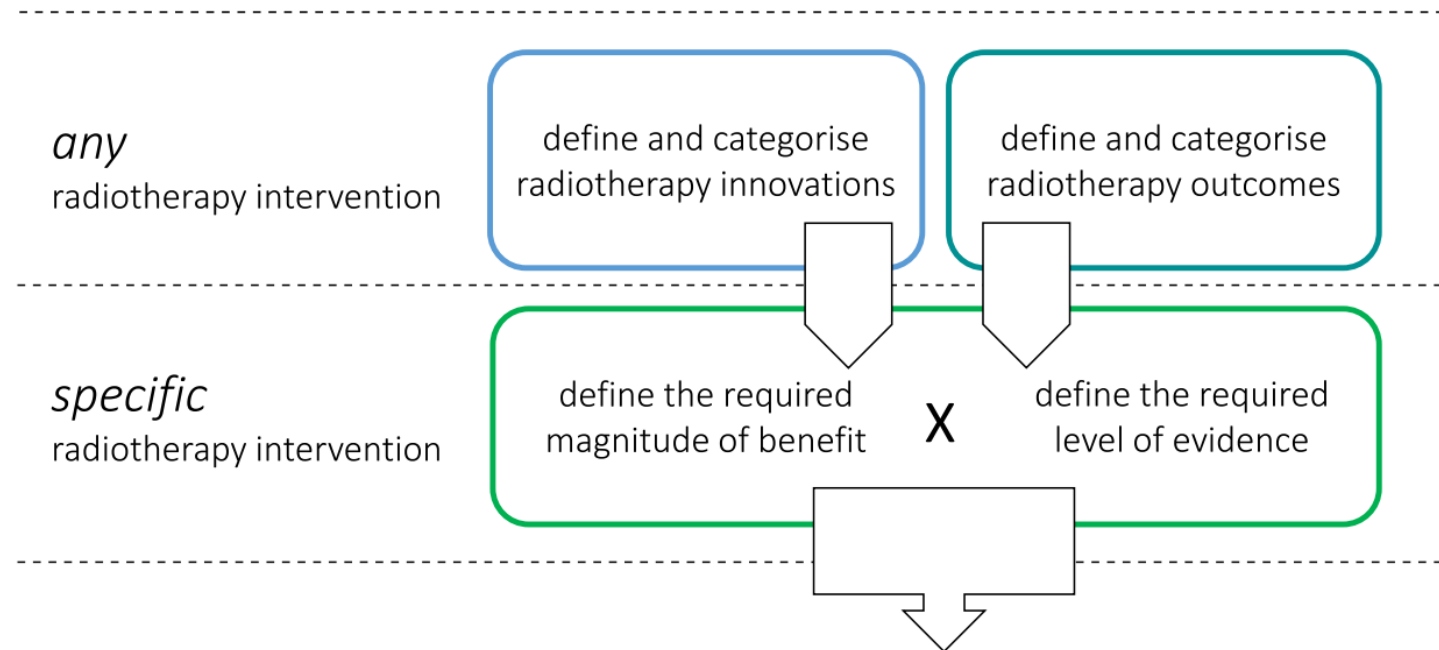 any
radiotherapy intervention
define and categorise
radiotherapy innovations
define and categorise
radiotherapy outcomes
specific
radiotherapy intervention
define the required
magnitude of benefit
X
define the required
level of evidence